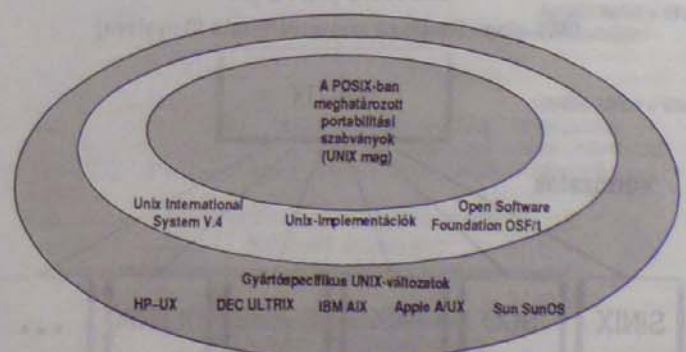 A POSIX-ban
meghatározott
portabilitási
szabványok
(UNIX mag)
Unix International
System V.4
Unix-Implementációk
Open Software
Foundation OSF/1
Gyártóspecifikus UNIX-változatok
HP-UX DEC ULTRIX IBM AIX Apple A/UX Sun SunOS